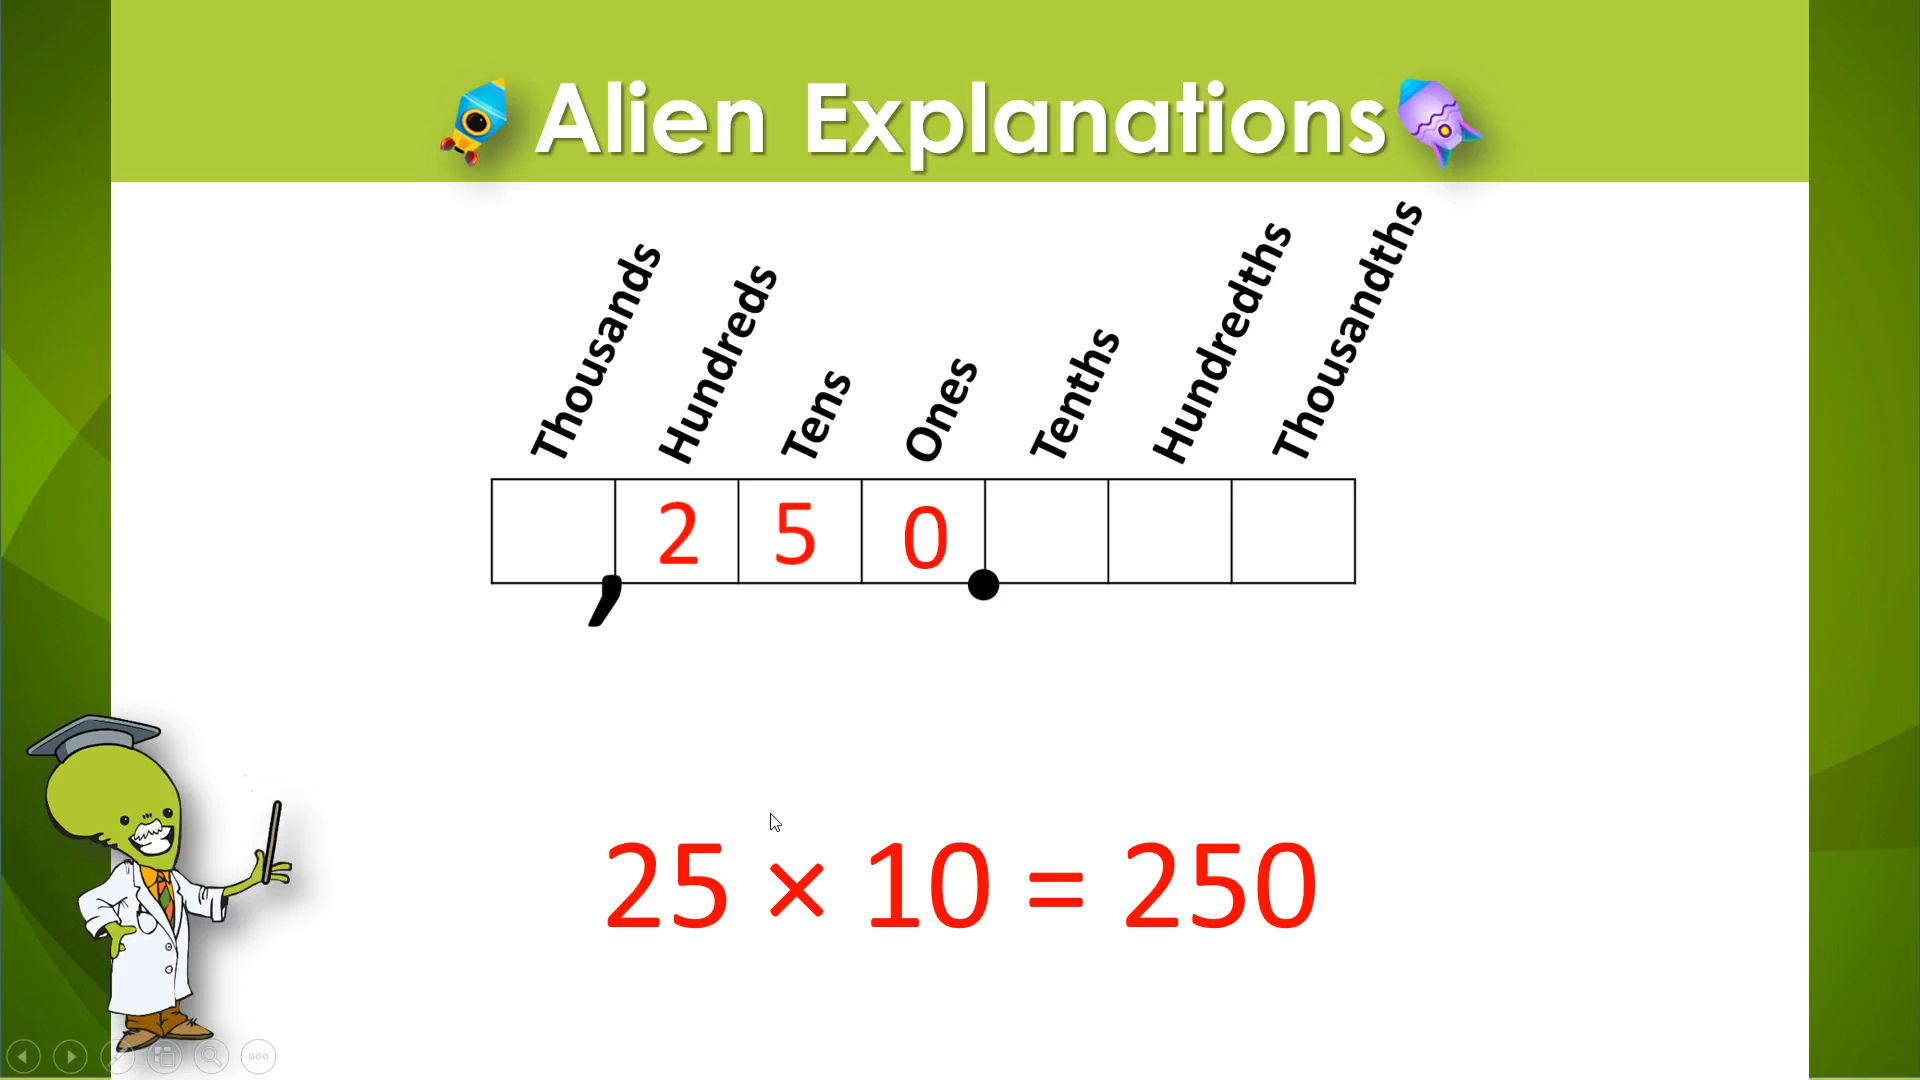 Alien Explanations
Thousands Hundreds Tens Ones Tenths Hundredths Thousandths
2 5 0
, .
25 × 10 = 250